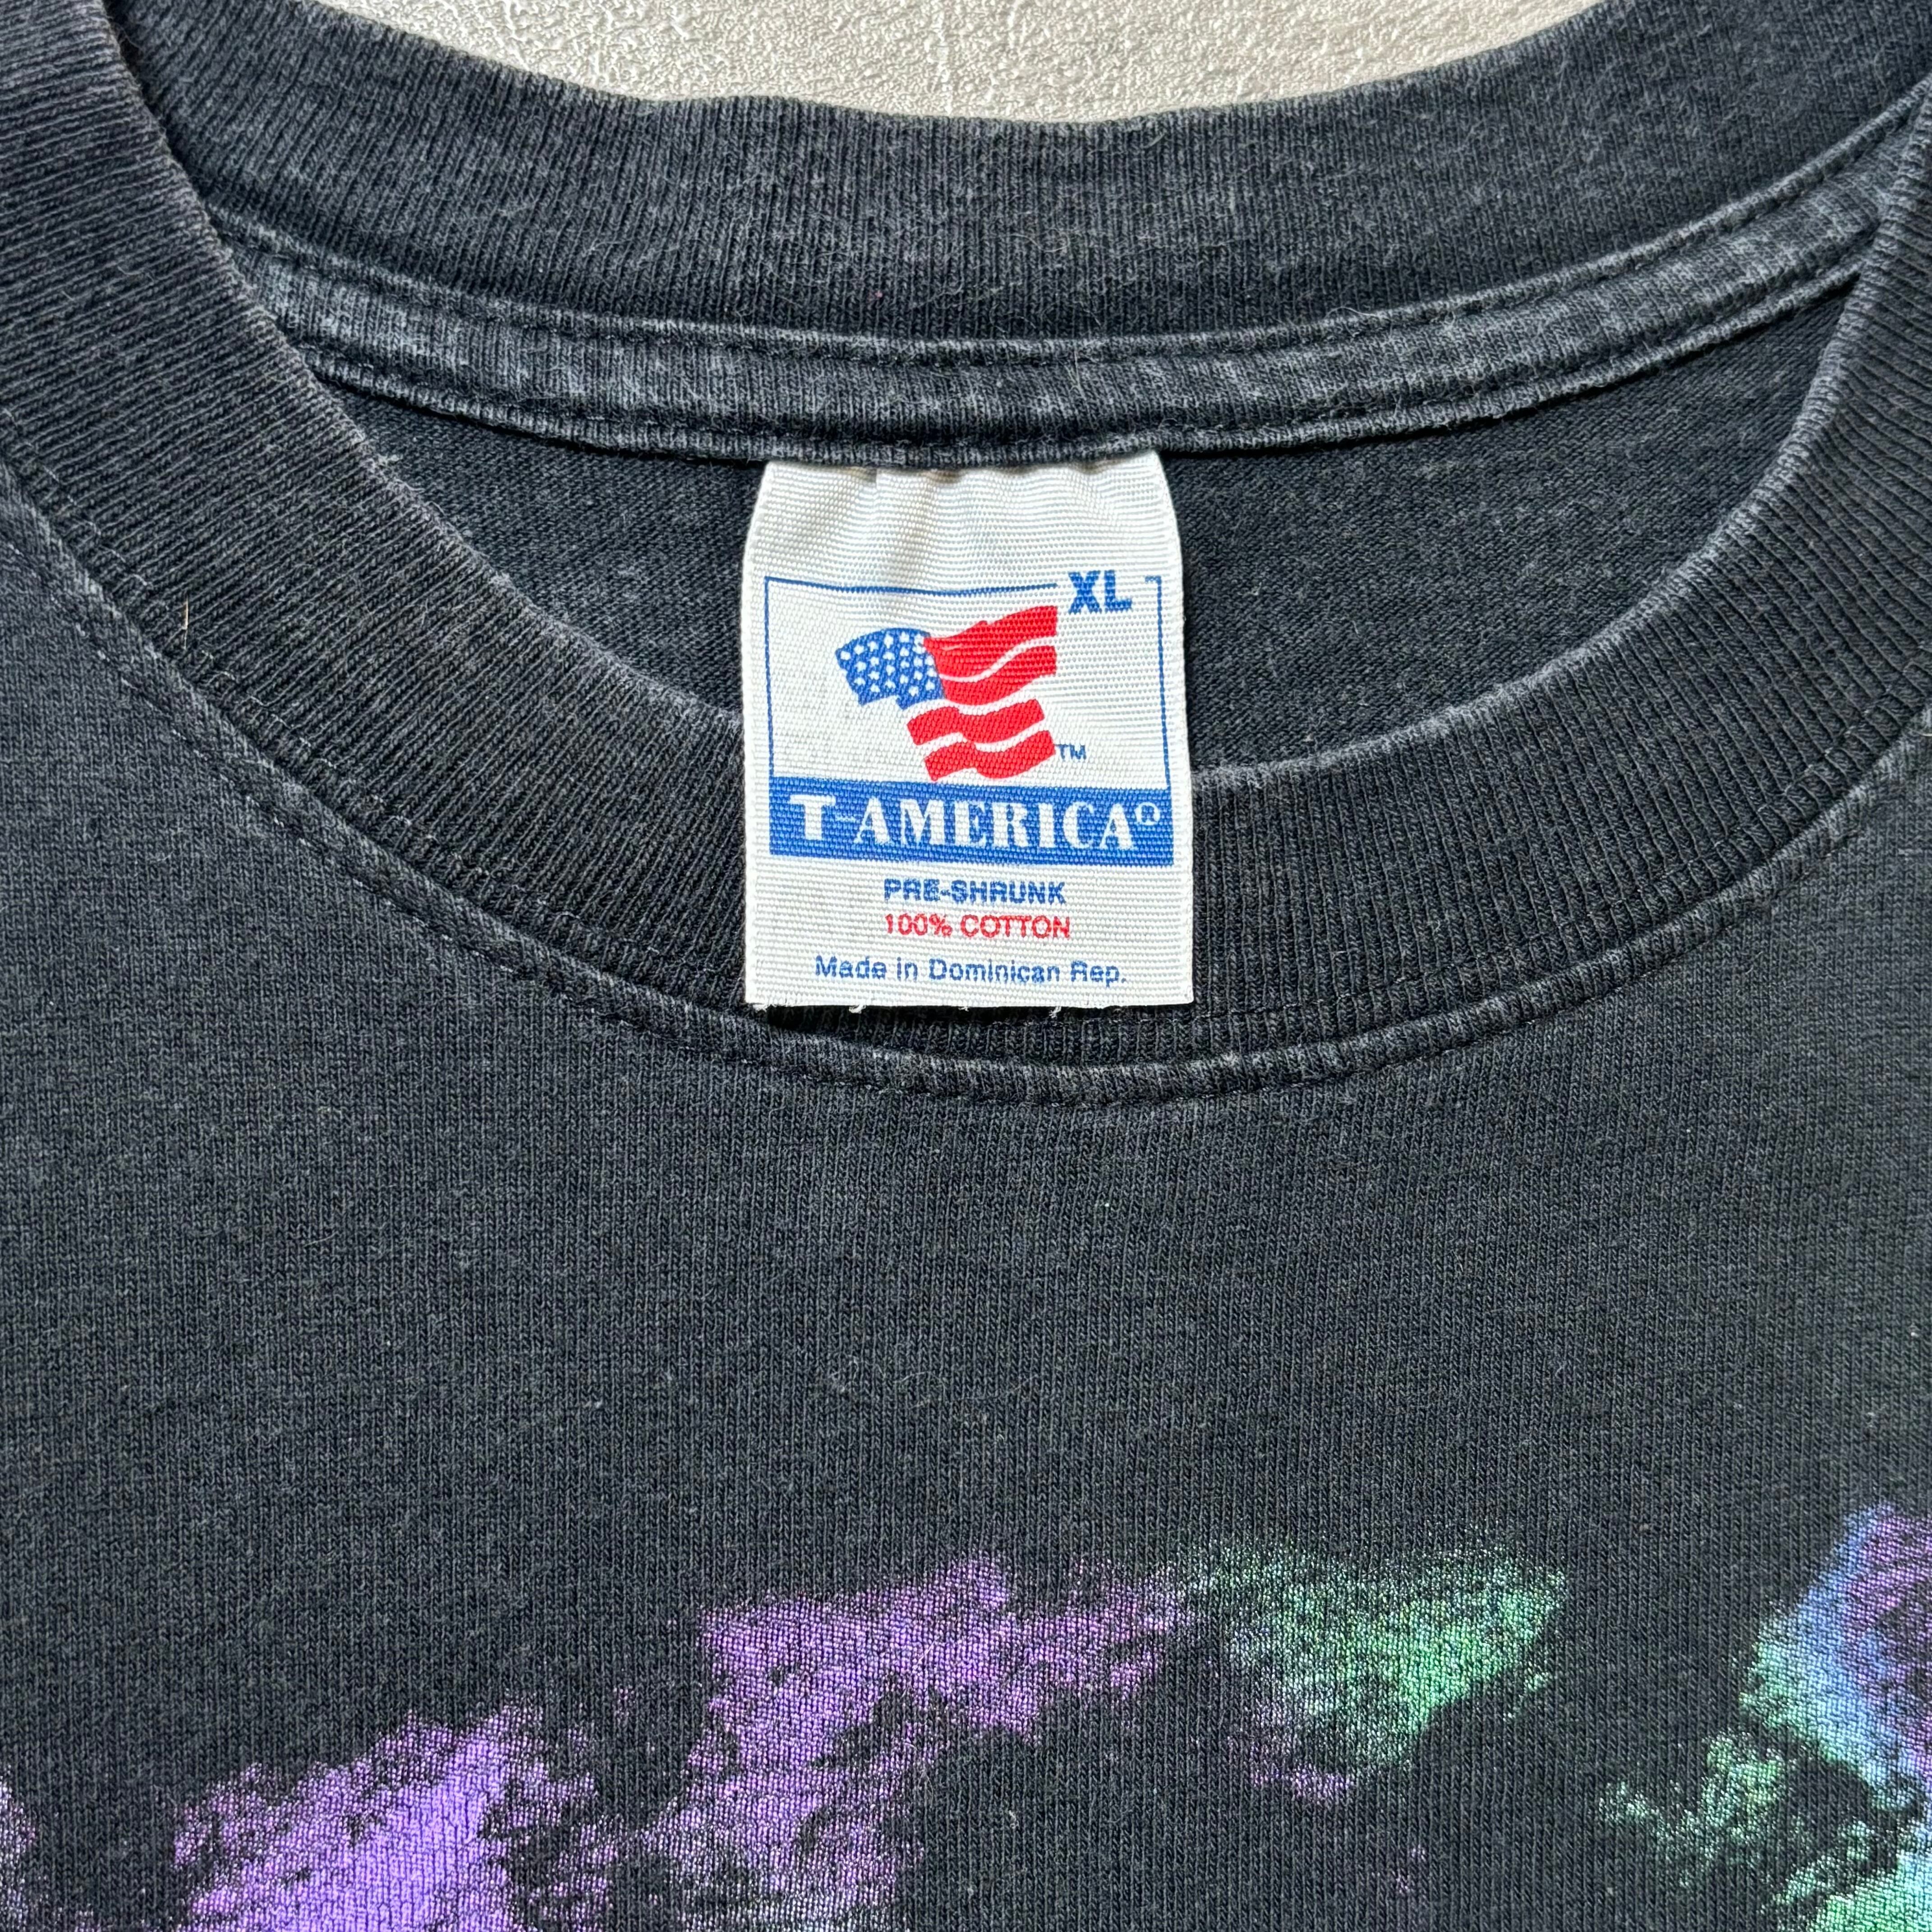 XL
TM
T-AMERICA®
PRE-SHRUNK
100% COTTON
Made in Dominican Rep.